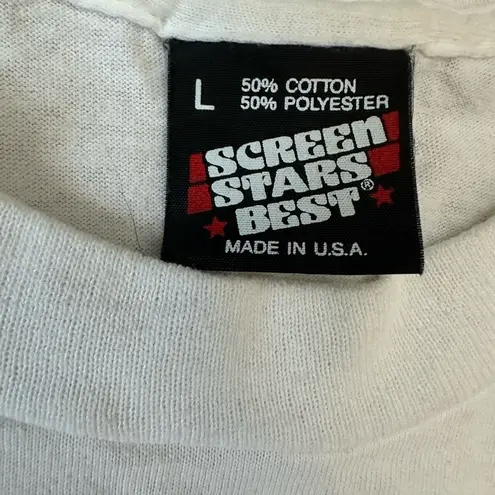 L
50% COTTON
50% POLYESTER
SCREEN
STARS
BEST®
MADE IN U.S.A.